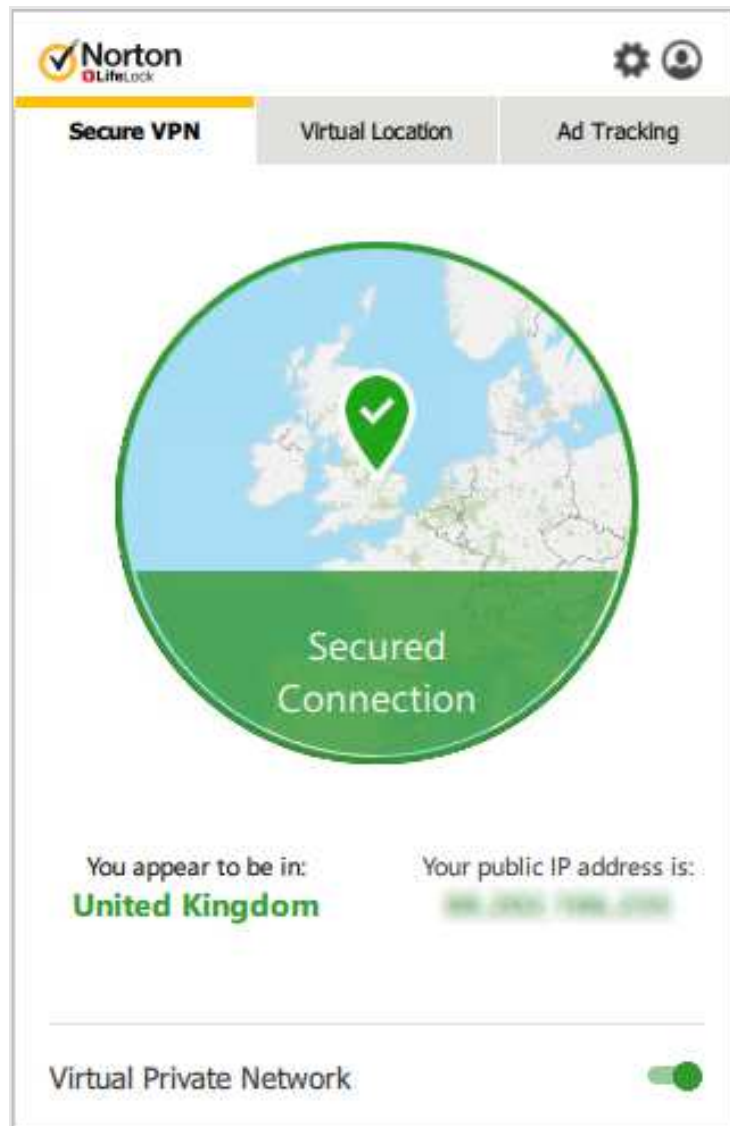 Norton
LifeLock
Secure VPN
Virtual Location
Ad Tracking
Secured
Connection
You appear to be in:
United Kingdom
Your public IP address is:
Virtual Private Network